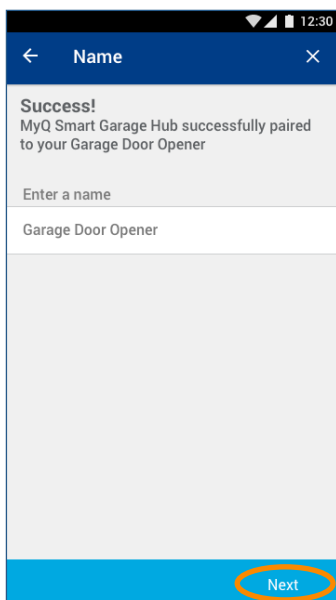 12:30
Name
Success!
MyQ Smart Garage Hub successfully paired
to your Garage Door Opener
Enter a name
Garage Door Opener
Next